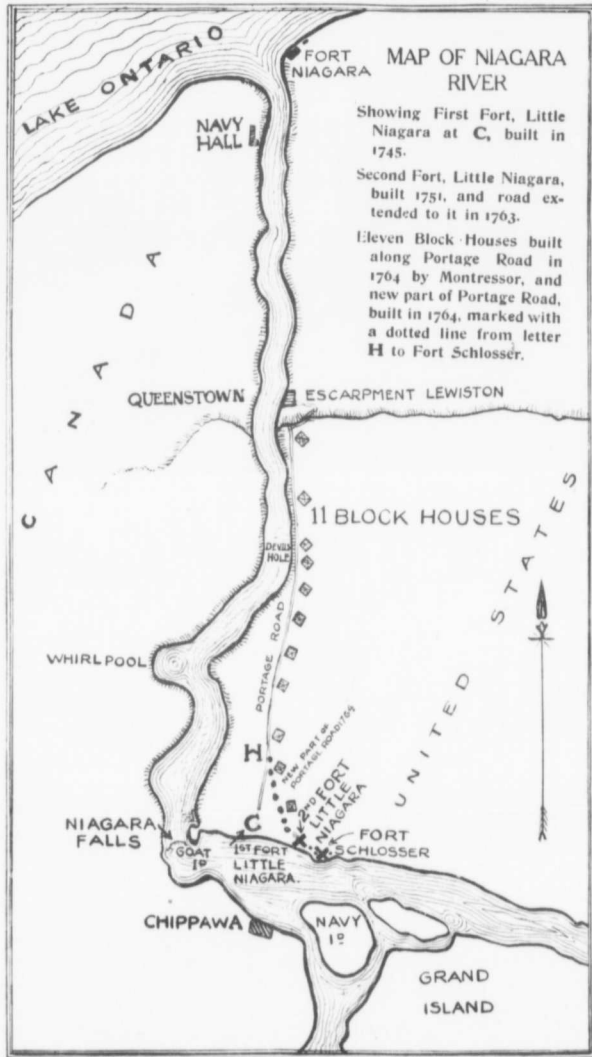 MAP OF NIAGARA
RIVER
Showing First Fort, Little
Niagara at C, built in
1745.
Second Fort, Little Niagara,
built 1751, and road ex-
tended to it in 1763.
Eleven Block Houses built
along Portage Road in
1764 by Montressor, and
new part of Portage Road,
built in 1764, marked with
a dotted line from letter
H to Fort Schlosser.
LAKE ONTARIO
FORT
NIAGARA
NAVY
HALL
CANADA
QUEENSTOWN
ESCARPMENT LEWISTON
11 BLOCK HOUSES
UNITED STATES
DEVILS
HOLE
PORTAGE ROAD
WHIRLPOOL
H
NEW PART OF
PORTAGE ROAD 1764
2ND FORT
LITTLE
NIAGARA
C
NIAGARA
FALLS
GOAT
ID
1ST FORT
LITTLE
NIAGARA.
FORT
SCHLOSSER
CHIPPAWA
NAVY
ID
GRAND
ISLAND